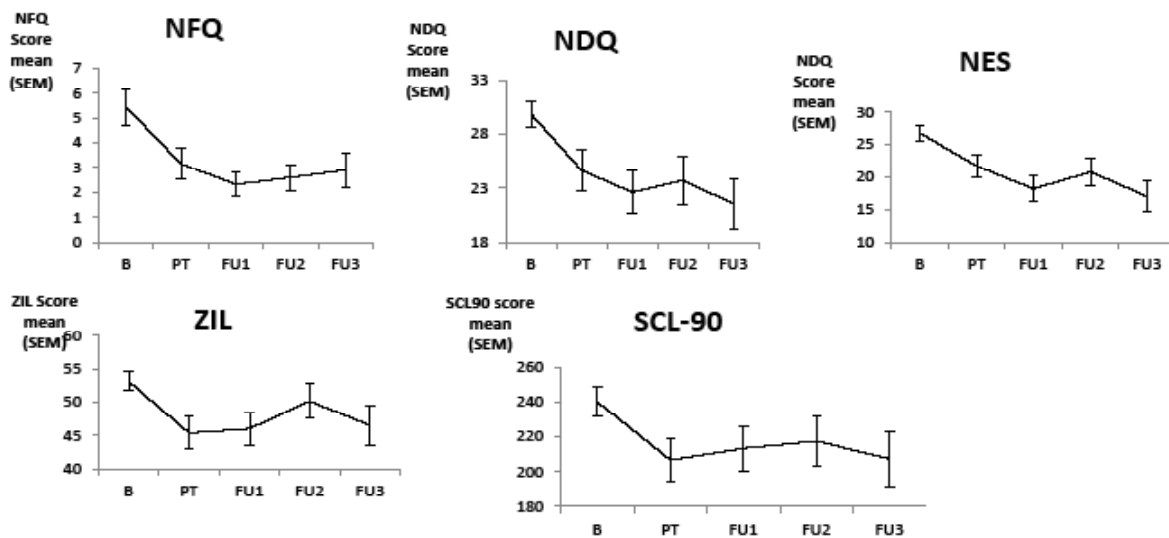 NFQ
Score
mean
(SEM)
NFQ
7
6
5
4
3
2
1
0
B PT FU1 FU2 FU3
NDQ
Score
mean
(SEM)
NDQ
33
28
23
18
B PT FU1 FU2 FU3
NDQ
Score
mean
(SEM)
NES
30
25
20
15
10
B PT FU1 FU2 FU3
ZIL Score
mean
(SEM)
ZIL
60
55
50
45
40
B PT FU1 FU2 FU3
SCL90 score
mean
(SEM)
SCL-90
260
240
220
200
180
B PT FU1 FU2 FU3